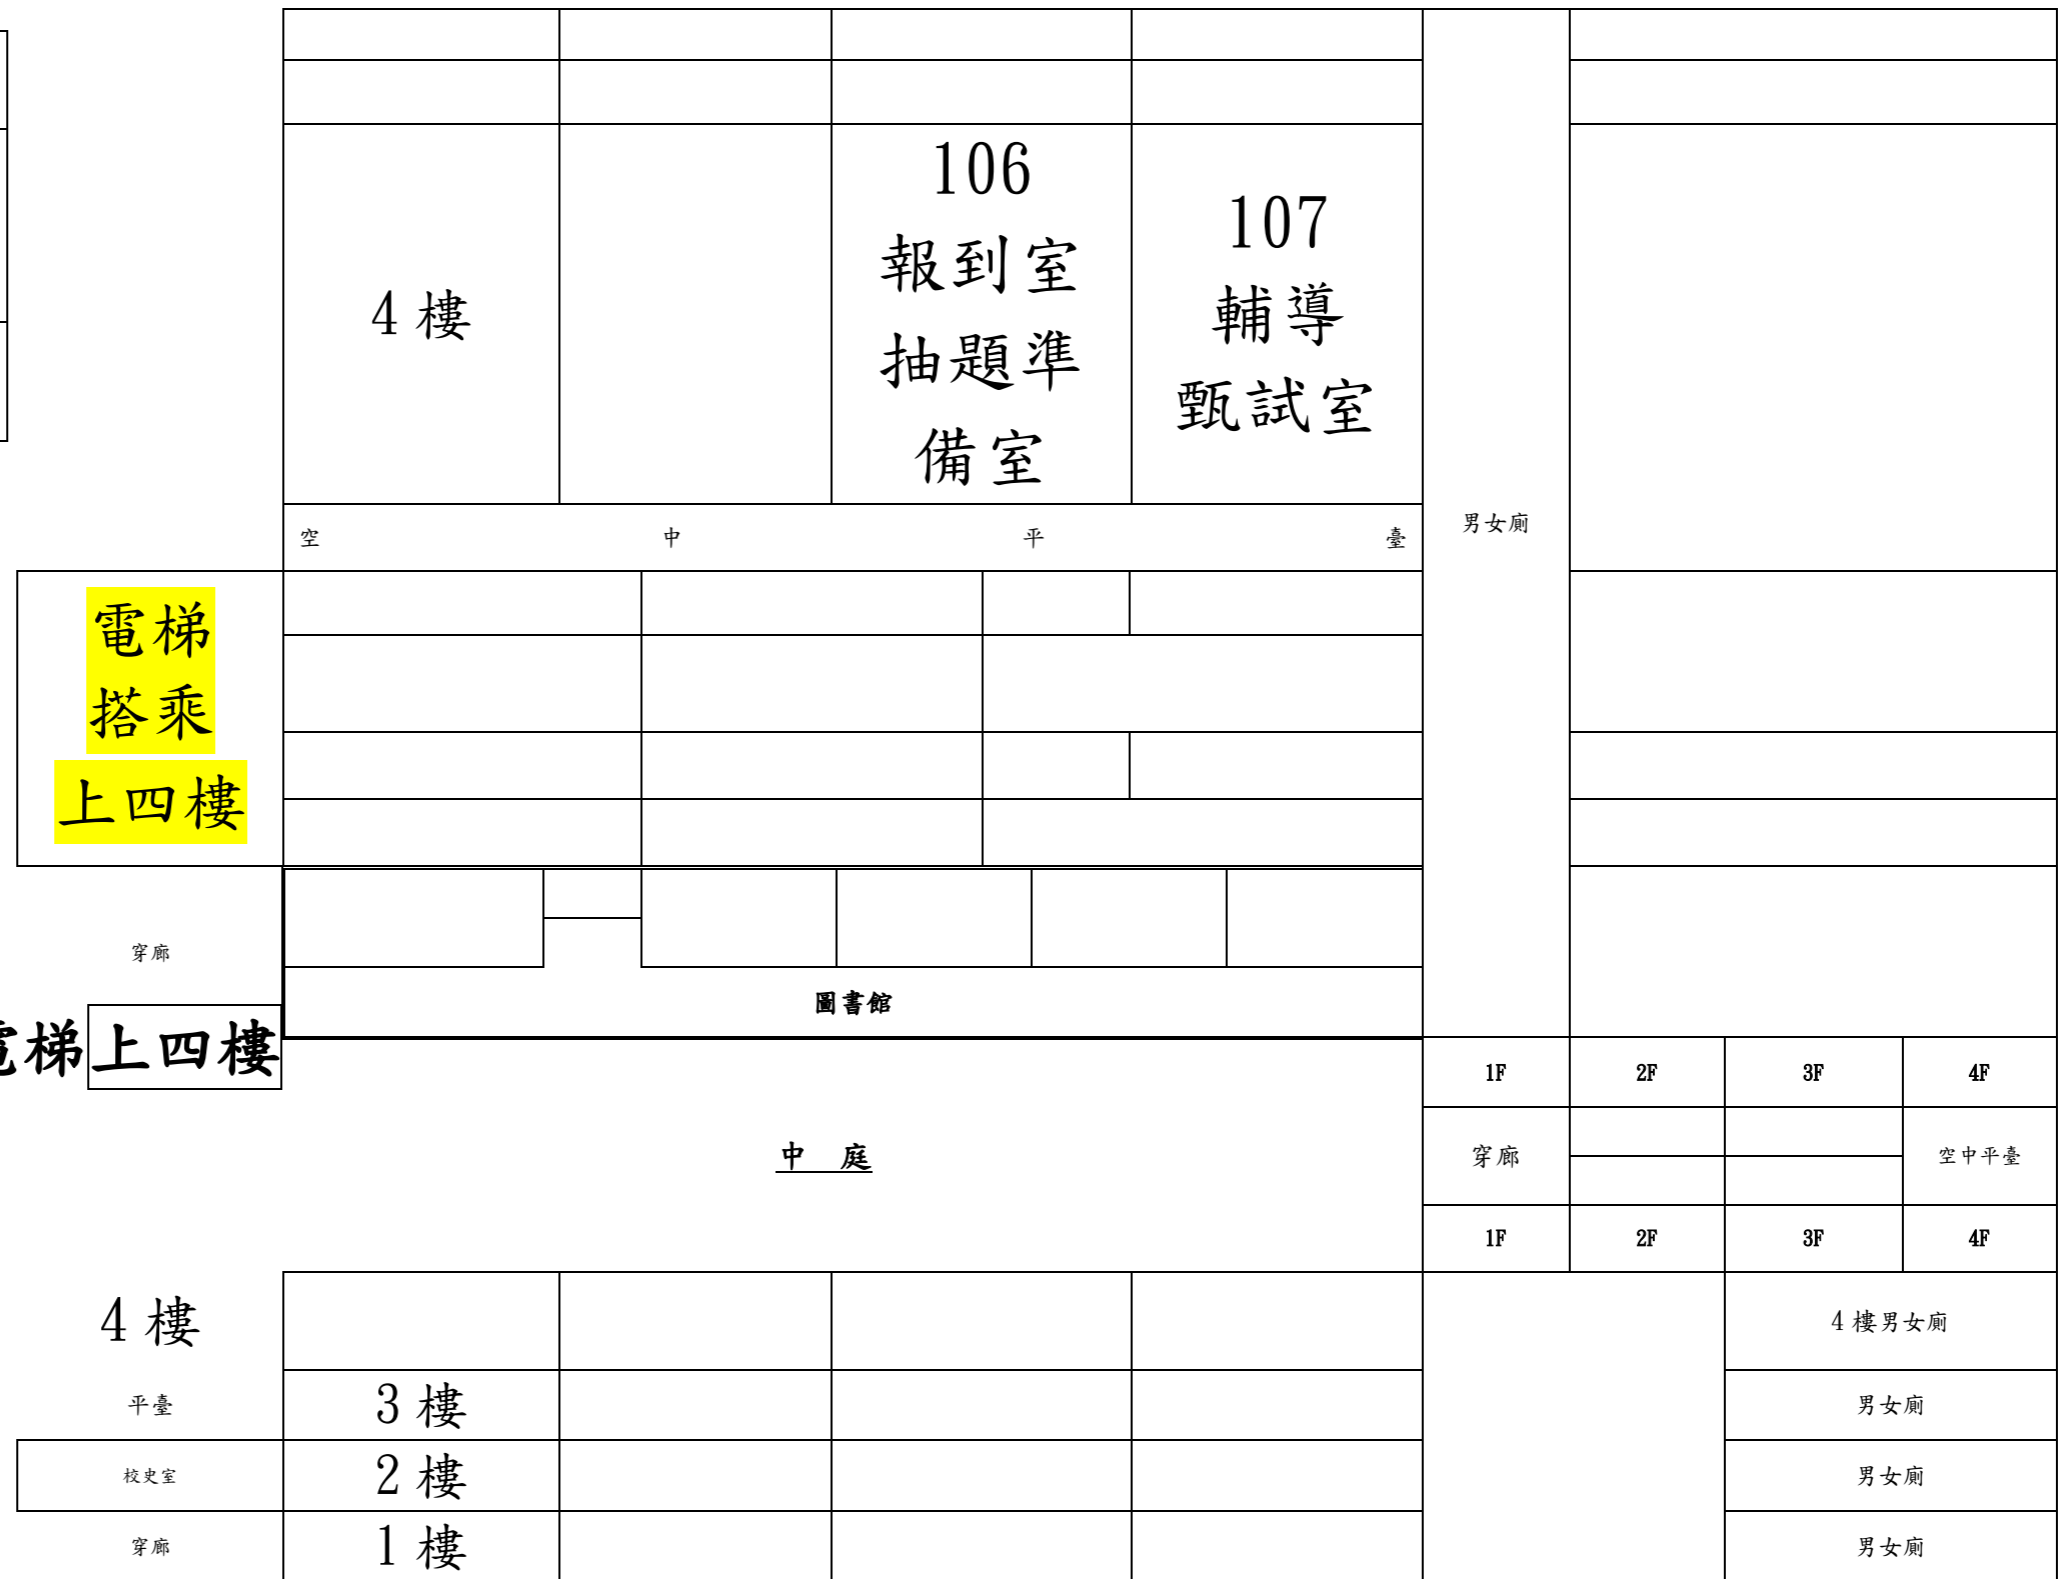 4樓
106
報到室
抽題準
備室
107
輔導
甄試室
男女廁
空 中 平 臺
電梯
搭乘
上四樓
穿廊
圖書館
梯上四樓
1F 2F 3F 4F
中 庭
穿廊
空中平臺
1F 2F 3F 4F
4樓
4樓男女廁
平臺
3樓
男女廁
校史室
2樓
男女廁
穿廊
1樓
男女廁